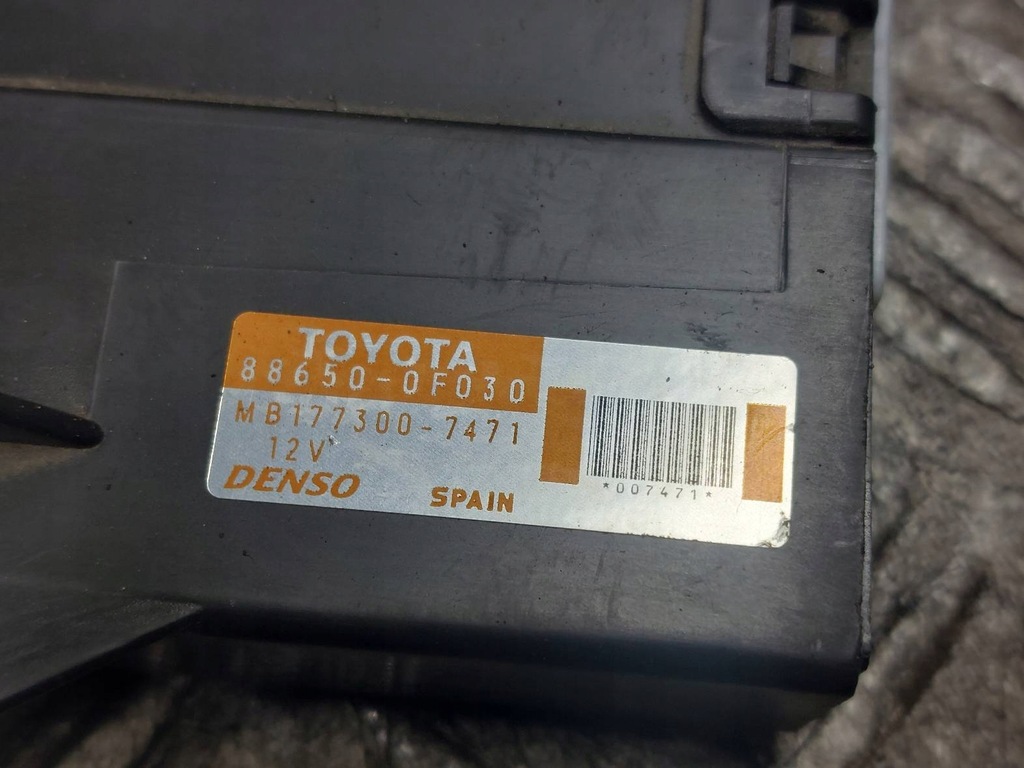 TOYOTA
88650-0F030
MB177300-7471
12V
DENSO SPAIN
*007471*